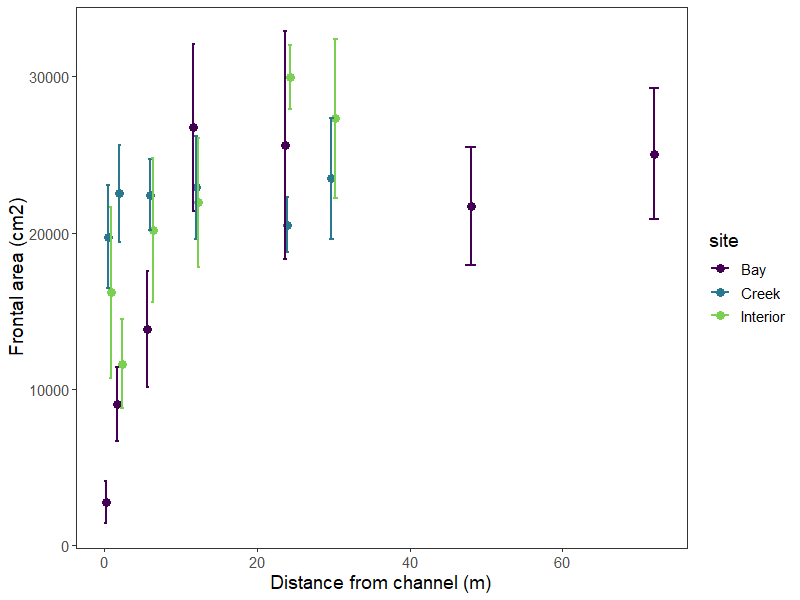 30000
20000
10000
0
0 20 40 60
Distance from channel (m)
Frontal area (cm2)
site
Bay
Creek
Interior